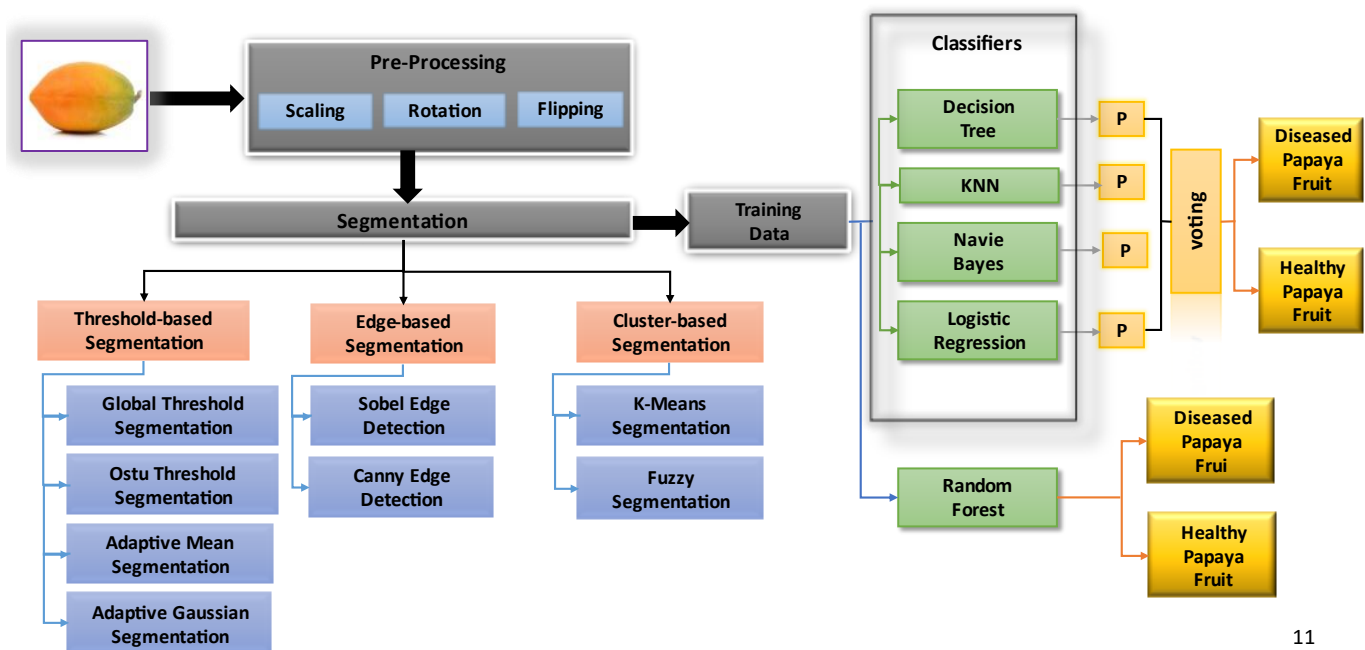 Pre-Processing
Scaling
Rotation
Flipping
Segmentation
Training
Data
Threshold-based
Segmentation
Global Threshold
Segmentation
Ostu Threshold
Segmentation
Adaptive Mean
Segmentation
Adaptive Gaussian
Segmentation
Edge-based
Segmentation
Sobel Edge
Detection
Canny Edge
Detection
Cluster-based
Segmentation
K-Means
Segmentation
Fuzzy
Segmentation
Classifiers
Decision
Tree
P
KNN
P
Navie
Bayes
P
Logistic
Regression
P
voting
Diseased
Papaya
Fruit
Healthy
Papaya
Fruit
Random
Forest
Diseased
Papaya
Frui
Healthy
Papaya
Fruit
11